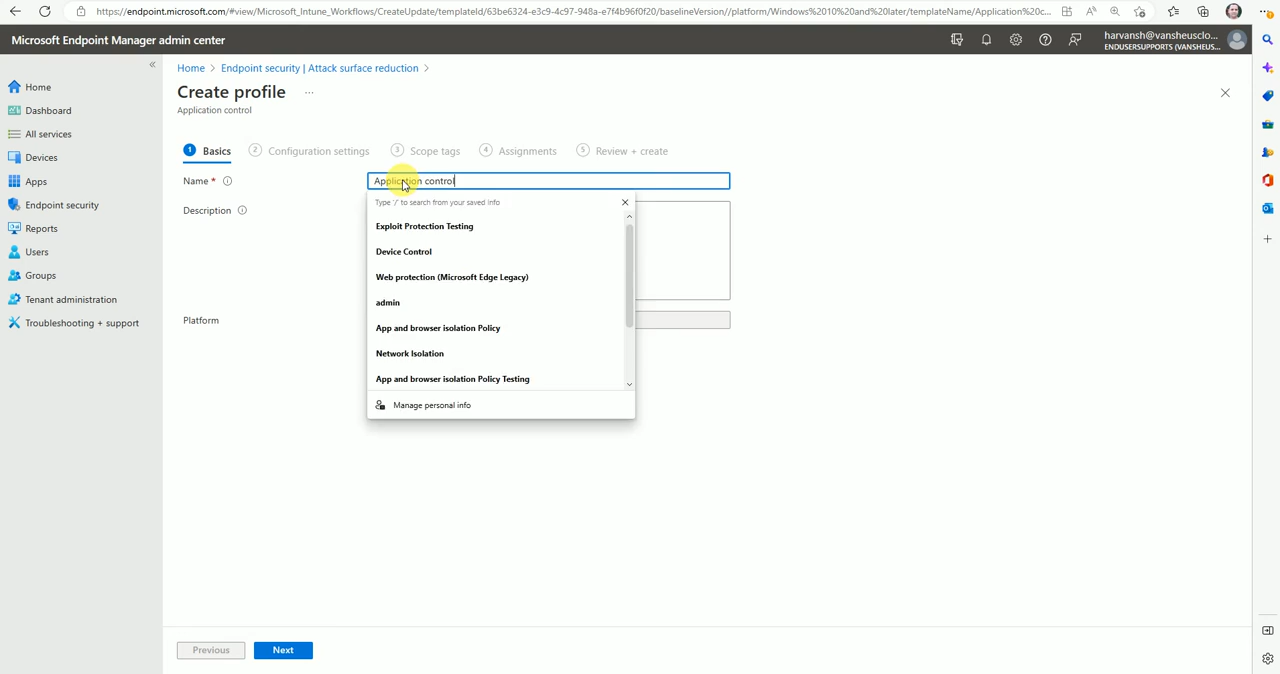 https://endpoint.microsoft.com/#view/Microsoft_Intune_Workflows/CreateUpdate/templateId/63be6324-e3c9-4c97-948a-e7f4b96f0f20/baselineVersion//platform/Windows%2010%20and%20later/templateName/Application%20c...
Microsoft Endpoint Manager admin center
harvansh@vansheusclo...
ENDUSERSUPPORTS (VANSHEUS...
Home > Endpoint security | Attack surface reduction >
Create profile ...
Application control
Home
Dashboard
All services
Devices
Apps
Endpoint security
Reports
Users
Groups
Tenant administration
Troubleshooting + support
1 Basics 2 Configuration settings 3 Scope tags 4 Assignments 5 Review + create
Name * Application control
Description
Platform
Type '/' to search from your saved info
Exploit Protection Testing
Device Control
Web protection (Microsoft Edge Legacy)
admin
App and browser isolation Policy
Network Isolation
App and browser isolation Policy Testing
Manage personal info
Previous Next